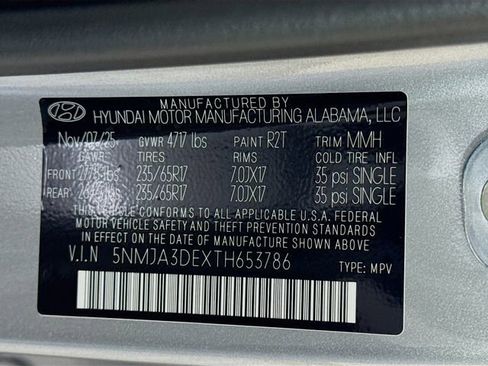 MANUFACTURED BY
HYUNDAI MOTOR MANUFACTURING ALABAMA, LLC
Nov/07/25 GVWR 4717 lbs PAINT R2T TRIM MMH
GAWR TIRES RIMS COLD TIRE INFL
FRONT lbs 235/65R17 7.0JX17 35 psi SINGLE
REAR lbs 235/65R17 7.0JX17 35 psi SINGLE
THIS VEHICLE CONFORMS TO ALL APPLICABLE U.S.A. FEDERAL
MOTOR VEHICLE SAFETY, BUMPER, AND THEFT PREVENTION STANDARDS
IN EFFECT ON THE DATE OF MANUFACTURE SHOWN ABOVE.
V.I.N 5NMJA3DEXTH653786 TYPE: MPV